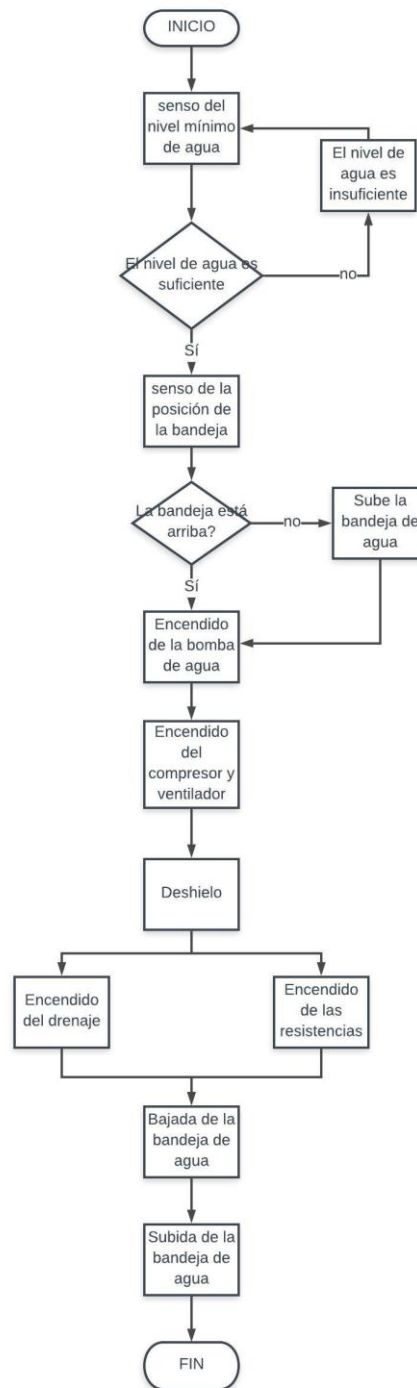 INICIO
senso del
nivel mínimo
de agua
El nivel de
agua es
insuficiente
El nivel de agua es
suficiente
no
Sí
senso de la
posición de
la bandeja
La bandeja está
arriba?
no
Sube la
bandeja de
agua
Sí
Encendido
de la bomba
de agua
Encendido
del
compresor y
ventilador
Deshielo
Encendido
del drenaje
Encendido
de las
resistencias
Bajada de la
bandeja de
agua
Subida de la
bandeja de
agua
FIN